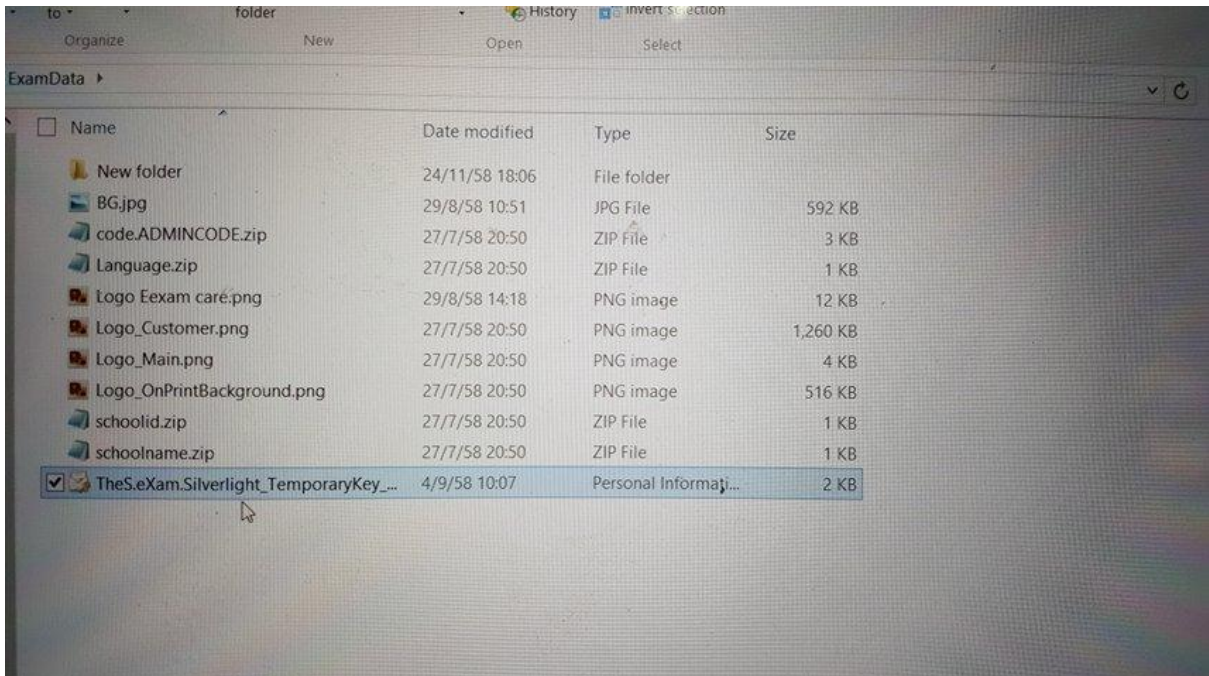 to folder History Invert selection
Organize New Open Select
ExamData
Name Date modified Type Size
New folder 24/11/58 18:06 File folder
BG.jpg 29/8/58 10:51 JPG File 592 KB
code.ADMINCODE.zip 27/7/58 20:50 ZIP File 3 KB
Language.zip 27/7/58 20:50 ZIP File 1 KB
Logo Eexam care.png 29/8/58 14:18 PNG image 12 KB
Logo_Customer.png 27/7/58 20:50 PNG image 1,260 KB
Logo_Main.png 27/7/58 20:50 PNG image 4 KB
Logo_OnPrintBackground.png 27/7/58 20:50 PNG image 516 KB
schoolid.zip 27/7/58 20:50 ZIP File 1 KB
schoolname.zip 27/7/58 20:50 ZIP File 1 KB
TheS.eXam.Silverlight_TemporaryKey_... 4/9/58 10:07 Personal Informati... 2 KB